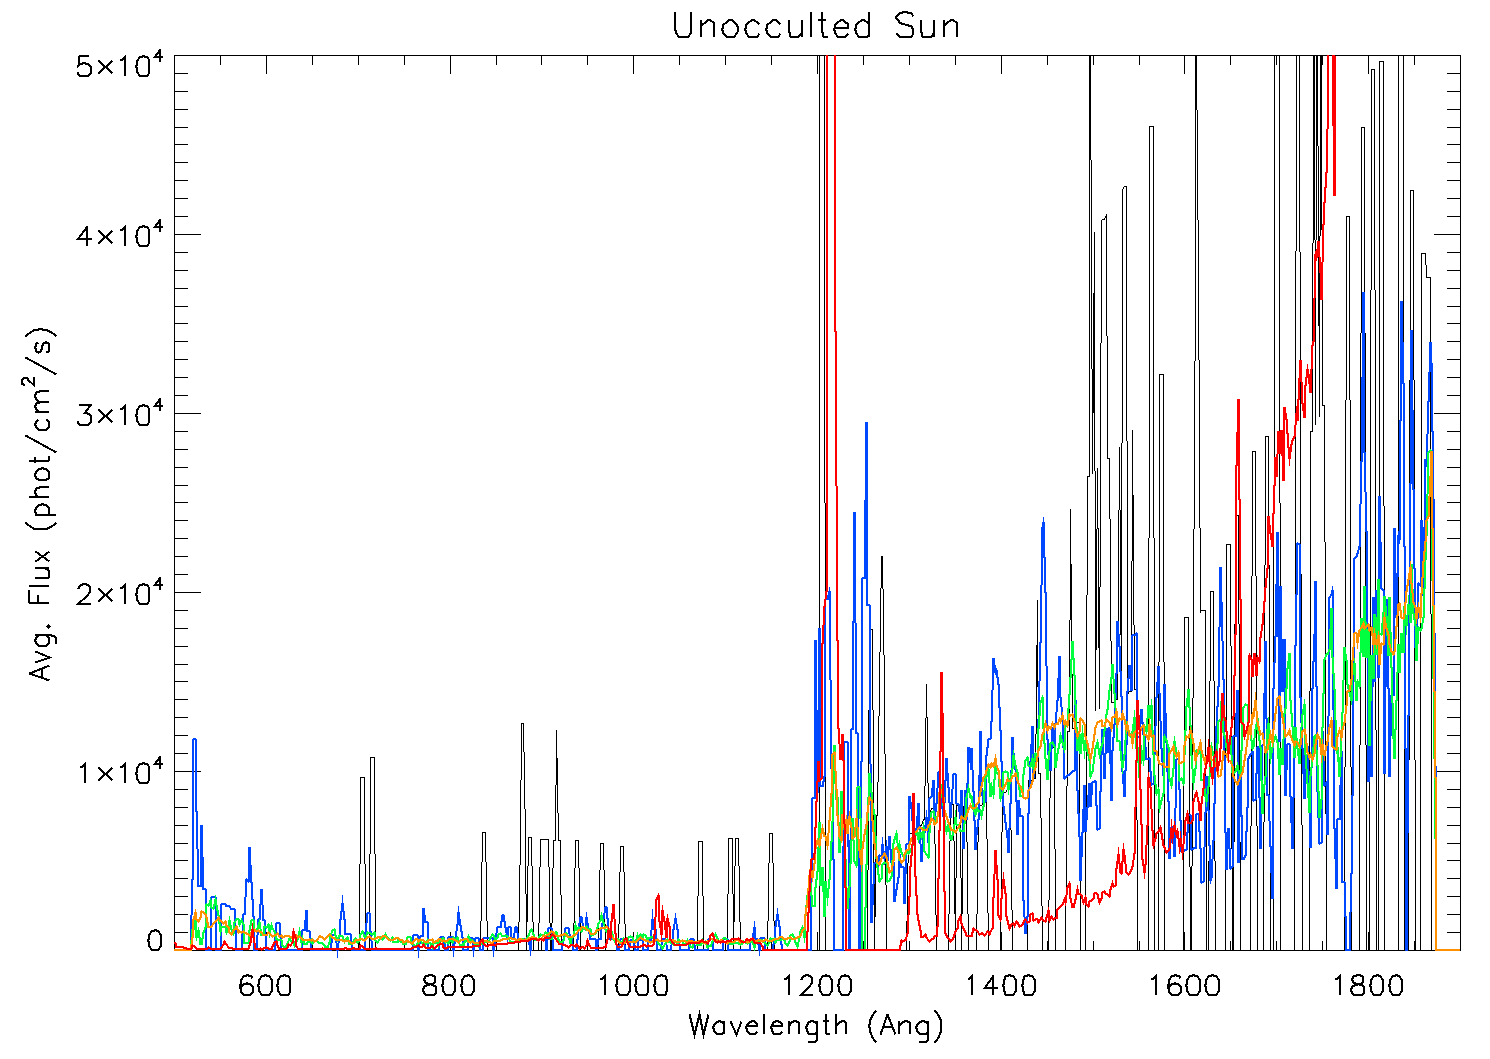 Unocculted Sun
5×10⁴
4×10⁴
3×10⁴
2×10⁴
1×10⁴
0
Avg. Flux (phot/cm²/s)
600 800 1000 1200 1400 1600 1800
Wavelength (Ang)